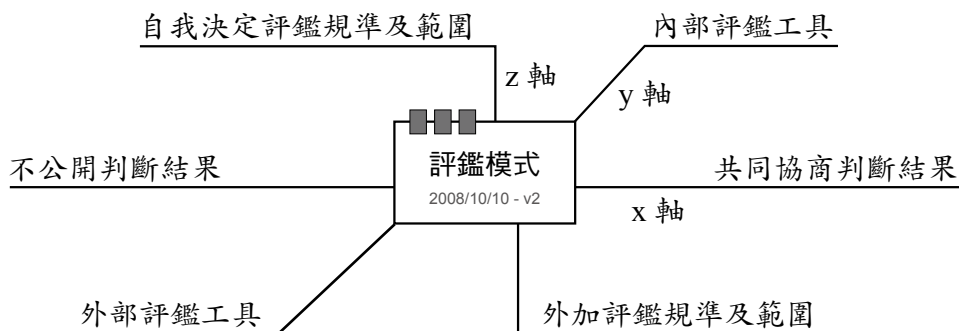 自我決定評鑑規準及範圍
內部評鑑工具
z 軸
y 軸
評鑑模式
2008/10/10 - v2
不公開判斷結果
共同協商判斷結果
x 軸
外部評鑑工具
外加評鑑規準及範圍